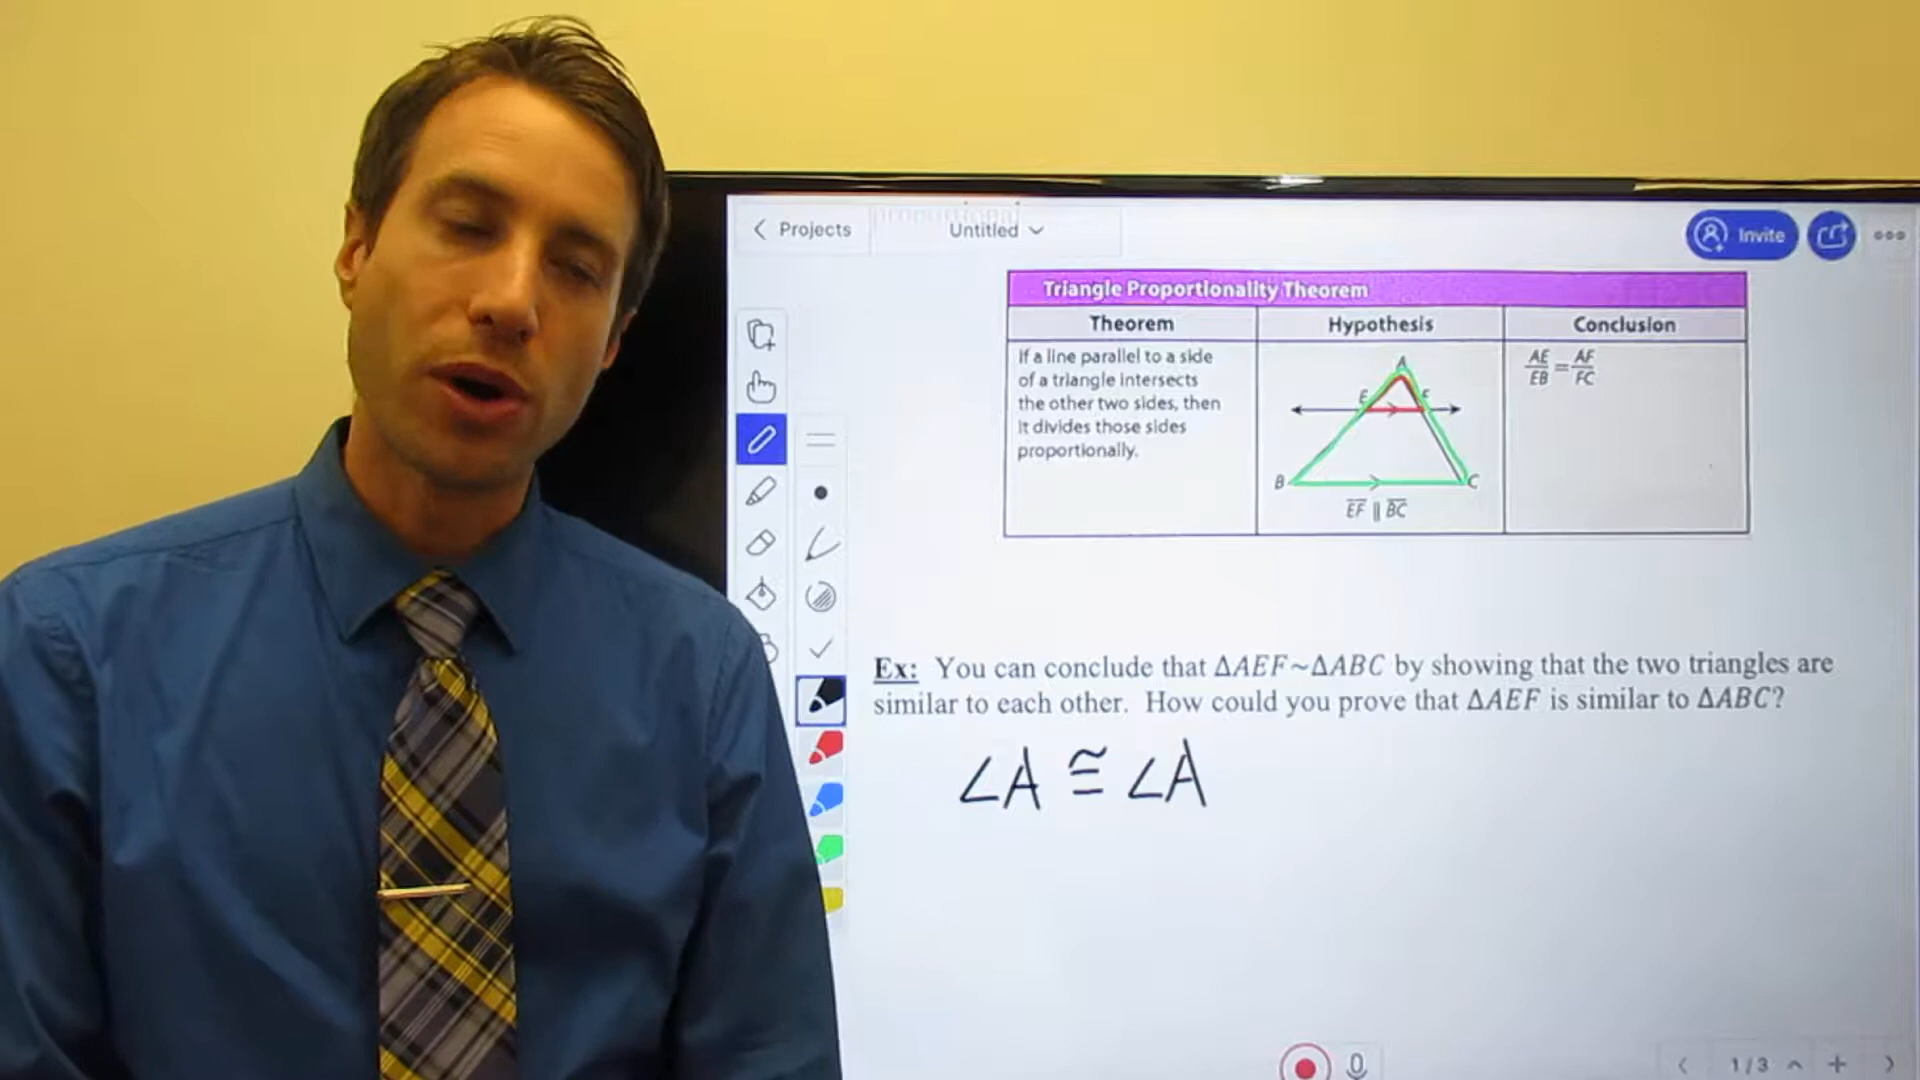 Projects
Untitled
Invite
Triangle Proportionality Theorem
Theorem
Hypothesis
Conclusion
If a line parallel to a side
of a triangle intersects
the other two sides, then
it divides those sides
proportionally.
A
E
F
B
C
EF ∥ BC
AE/EB = AF/FC
Ex: You can conclude that ΔAEF~ΔABC by showing that the two triangles are
similar to each other. How could you prove that ΔAEF is similar to ΔABC?
∠A ≅ ∠A
1/3